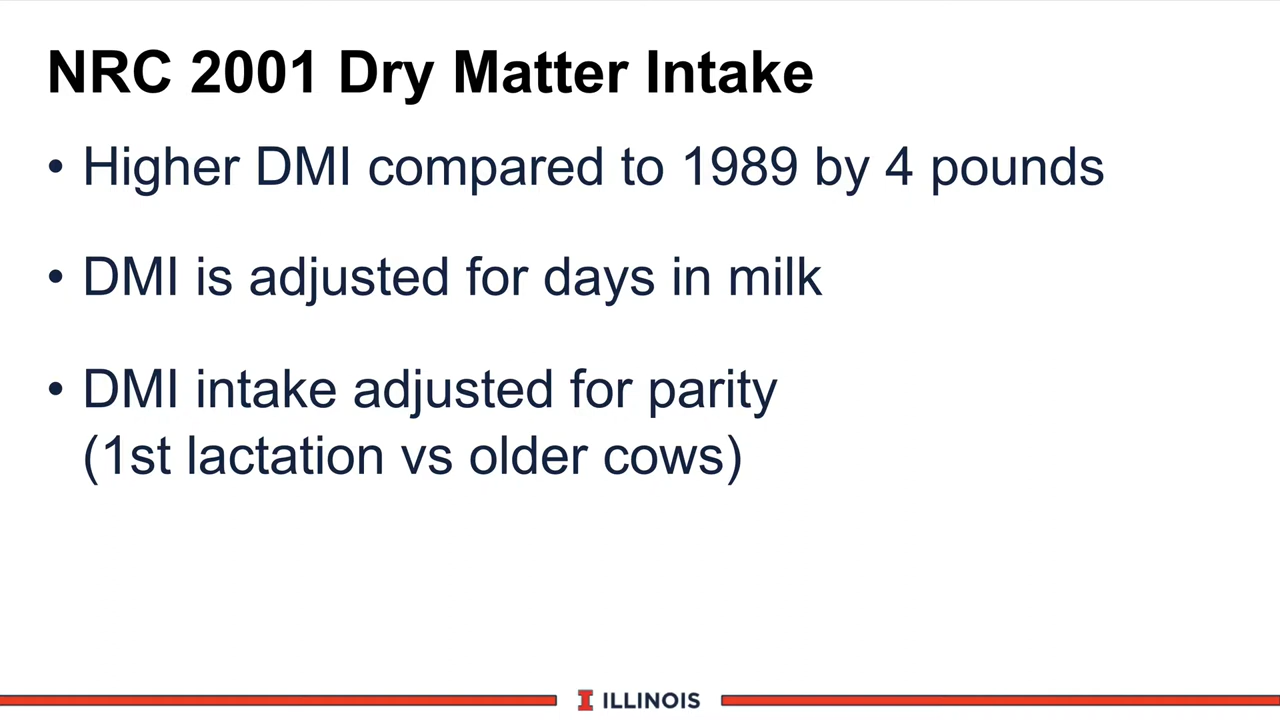 NRC 2001 Dry Matter Intake
• Higher DMI compared to 1989 by 4 pounds
• DMI is adjusted for days in milk
• DMI intake adjusted for parity
(1st lactation vs older cows)
I ILLINOIS